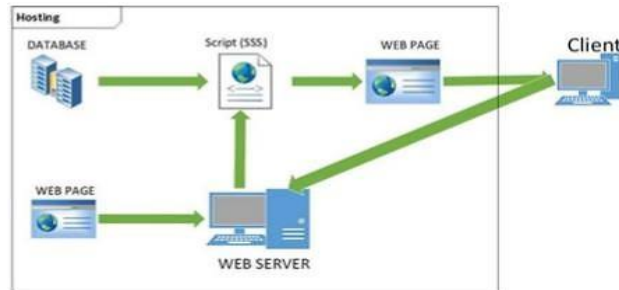 Hosting
DATABASE
Script (SSS)
WEB PAGE
Client
WEB PAGE
WEB SERVER